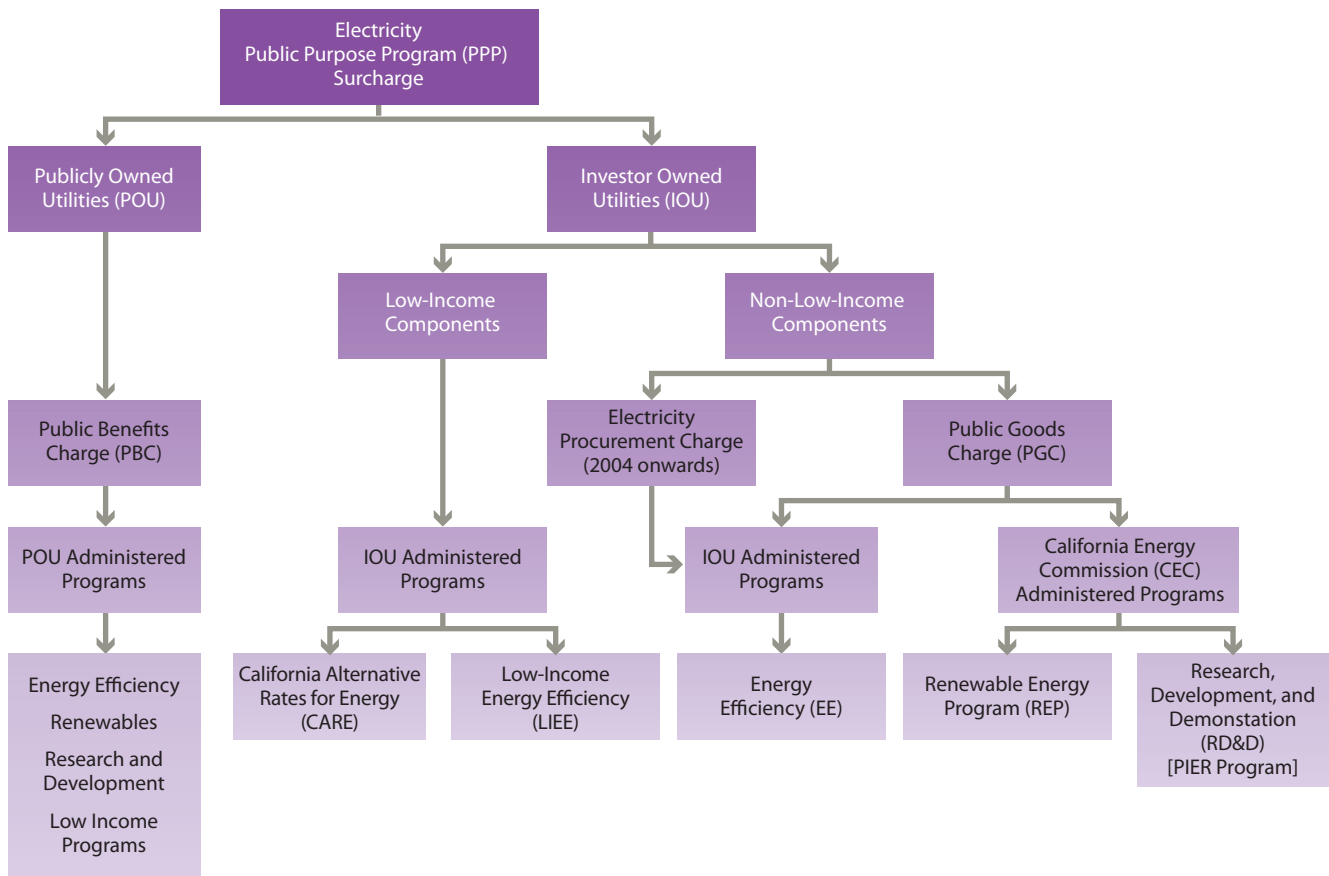 Electricity
Public Purpose Program (PPP)
Surcharge
Publicly Owned
Utilities (POU)
Investor Owned
Utilities (IOU)
Low-Income
Components
Non-Low-Income
Components
Public Benefits
Charge (PBC)
Electricity
Procurement Charge
(2004 onwards)
Public Goods
Charge (PGC)
POU Administered
Programs
IOU Administered
Programs
IOU Administered
Programs
California Energy
Commission (CEC)
Administered Programs
Energy Efficiency
Renewables
Research and
Development
Low Income
Programs
California Alternative
Rates for Energy
(CARE)
Low-Income
Energy Efficiency
(LIEE)
Energy
Efficiency (EE)
Renewable Energy
Program (REP)
Research,
Development, and
Demonstation
(RD&D)
[PIER Program]